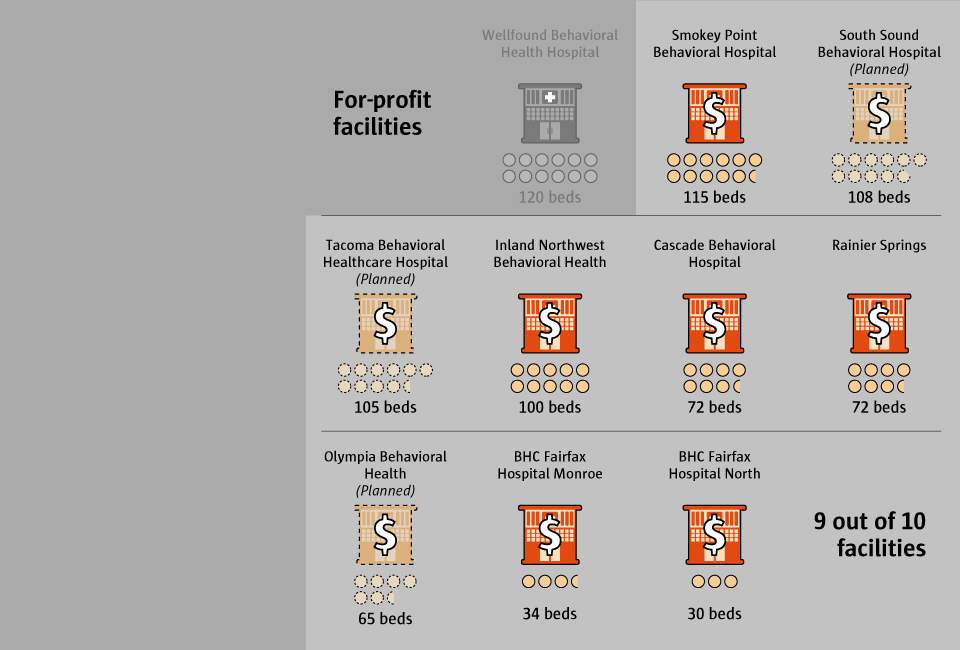 For-profit
facilities
Wellfound Behavioral
Health Hospital
120 beds
Smokey Point
Behavioral Hospital
$
115 beds
South Sound
Behavioral Hospital
(Planned)
$
108 beds
Tacoma Behavioral
Healthcare Hospital
(Planned)
$
105 beds
Inland Northwest
Behavioral Health
$
100 beds
Cascade Behavioral
Hospital
$
72 beds
Rainier Springs
$
72 beds
Olympia Behavioral
Health
(Planned)
$
65 beds
BHC Fairfax
Hospital Monroe
$
34 beds
BHC Fairfax
Hospital North
$
30 beds
9 out of 10
facilities